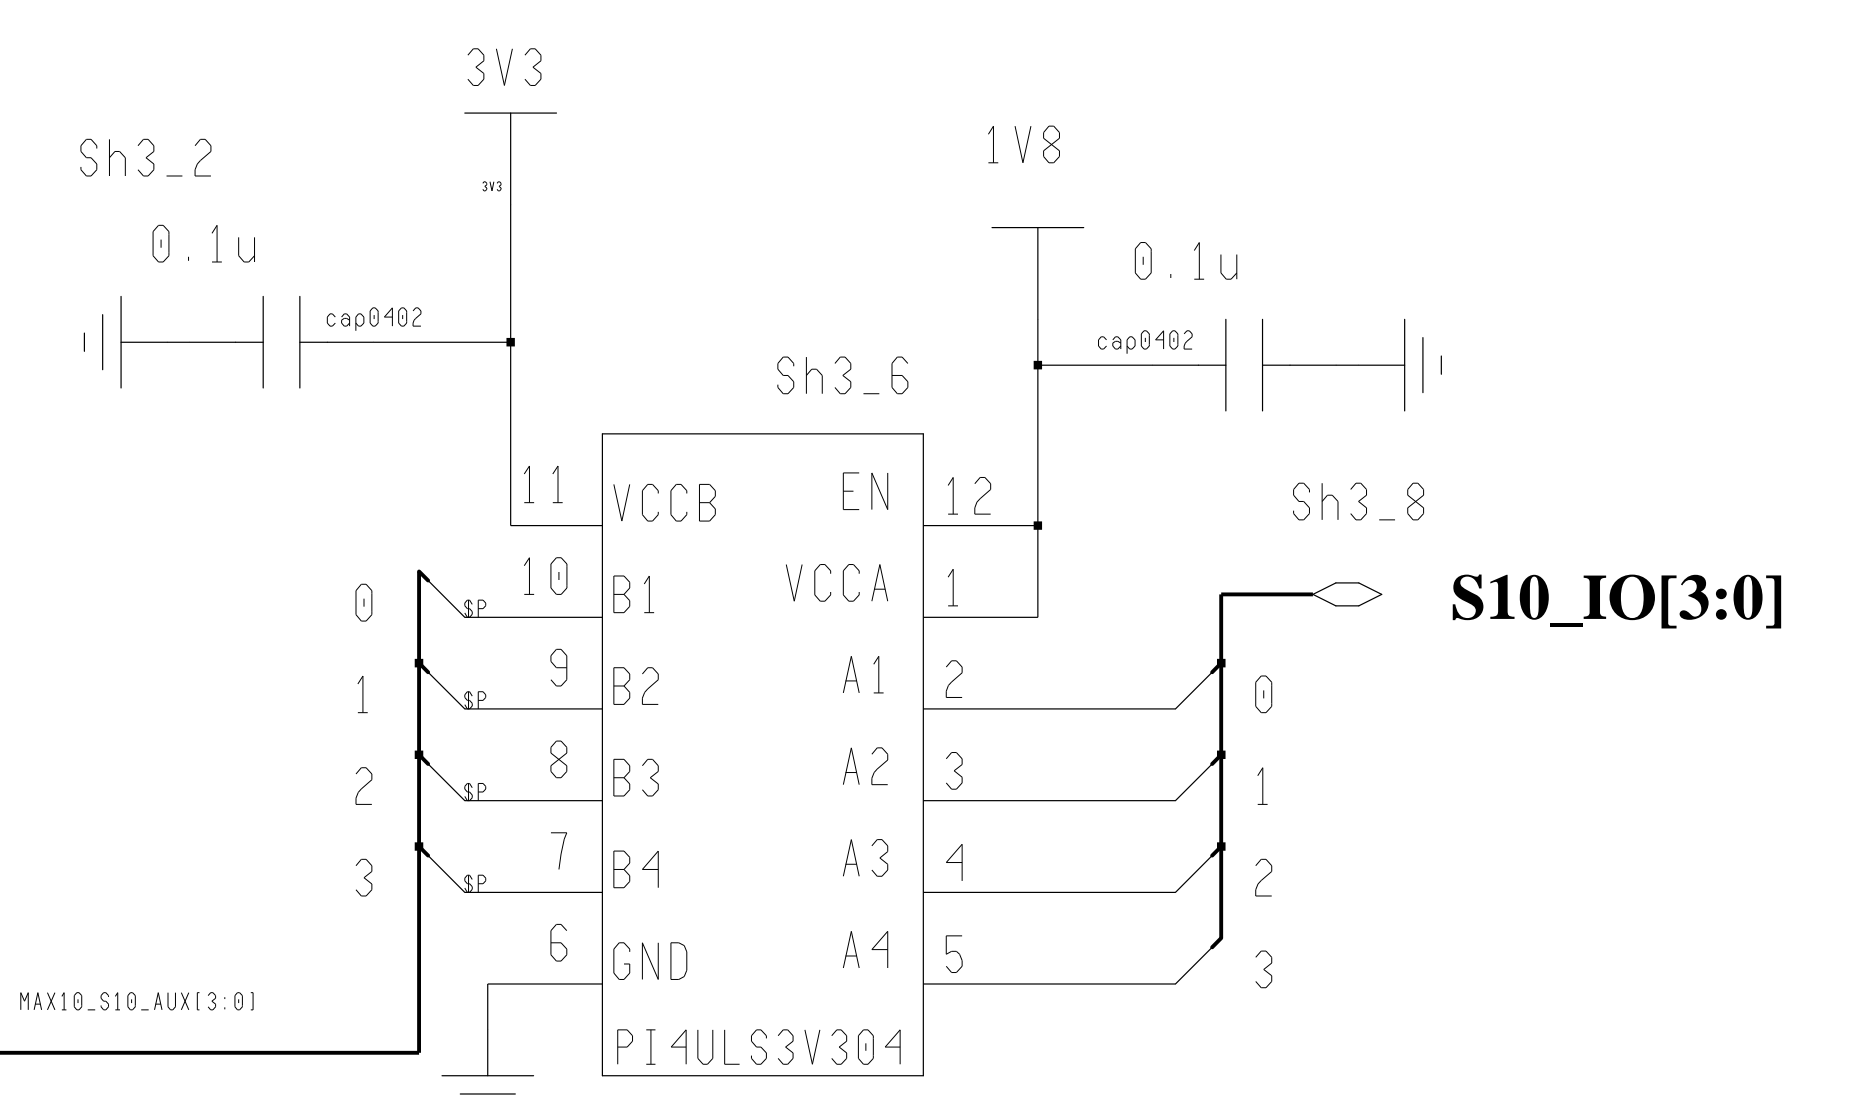 3V3
1V8
Sh3_2
3V3
0.1u
0.1u
cap0402
cap0402
Sh3_6
11
VCCB
EN
12
Sh3_8
10
B1
VCCA
1
S10_IO[3:0]
0
$P
9
B2
A1
2
1
$P
0
8
B3
A2
3
2
$P
1
7
B4
A3
4
3
$P
2
6
GND
A4
5
3
MAX10_S10_AUX[3:0]
PI4ULS3V304